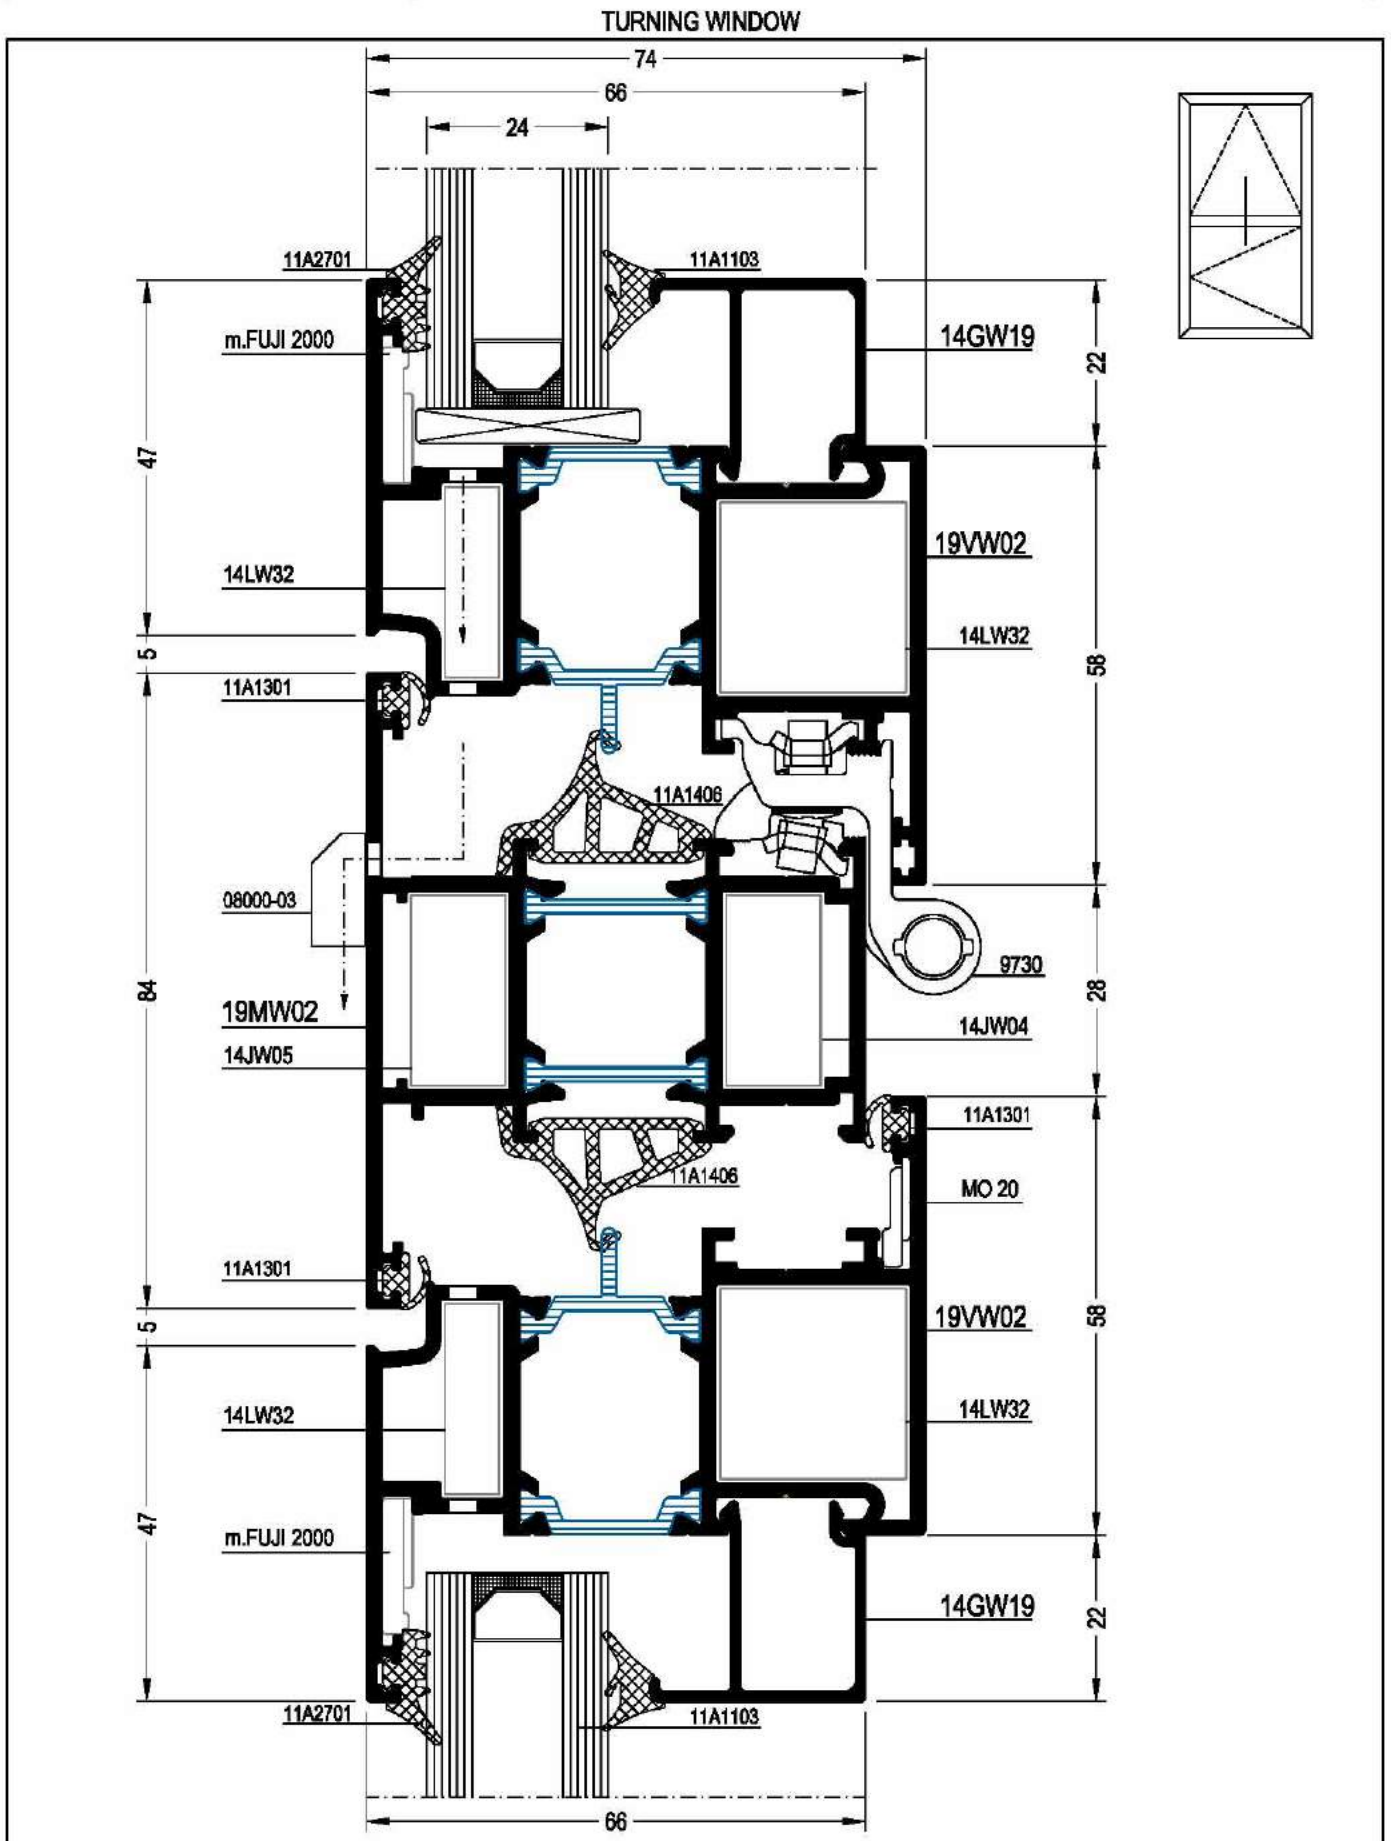 TURNING WINDOW
74
66
24
11A2701
11A1103
m.FUJI 2000
14GW19
22
47
19VW02
14LW32
14LW32
58
5
11A1301
11A1406
08000-03
9730
84
28
19MW02
14JW04
14JW05
11A1301
11A1406
MO 20
11A1301
19VW02
58
5
14LW32
14LW32
47
m.FUJI 2000
14GW19
22
11A2701
11A1103
66